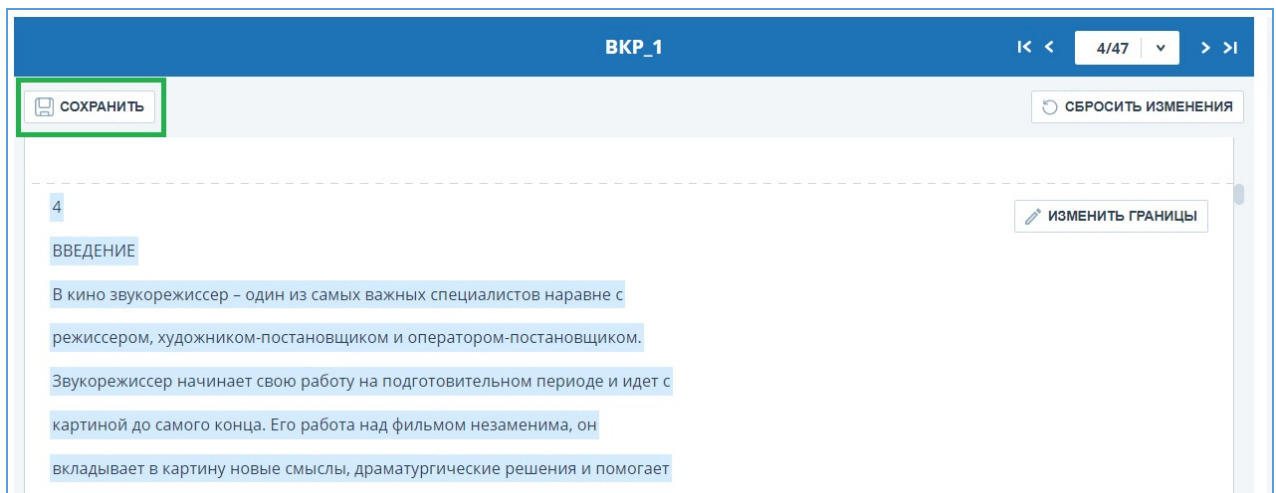 ВКР_1
4/47
СОХРАНИТЬ
СБРОСИТЬ ИЗМЕНЕНИЯ
4
ИЗМЕНИТЬ ГРАНИЦЫ
ВВЕДЕНИЕ
В кино звукорежиссер – один из самых важных специалистов наравне с
режиссером, художником-постановщиком и оператором-постановщиком.
Звукорежиссер начинает свою работу на подготовительном периоде и идет с
картиной до самого конца. Его работа над фильмом незаменима, он
вкладывает в картину новые смыслы, драматургические решения и помогает